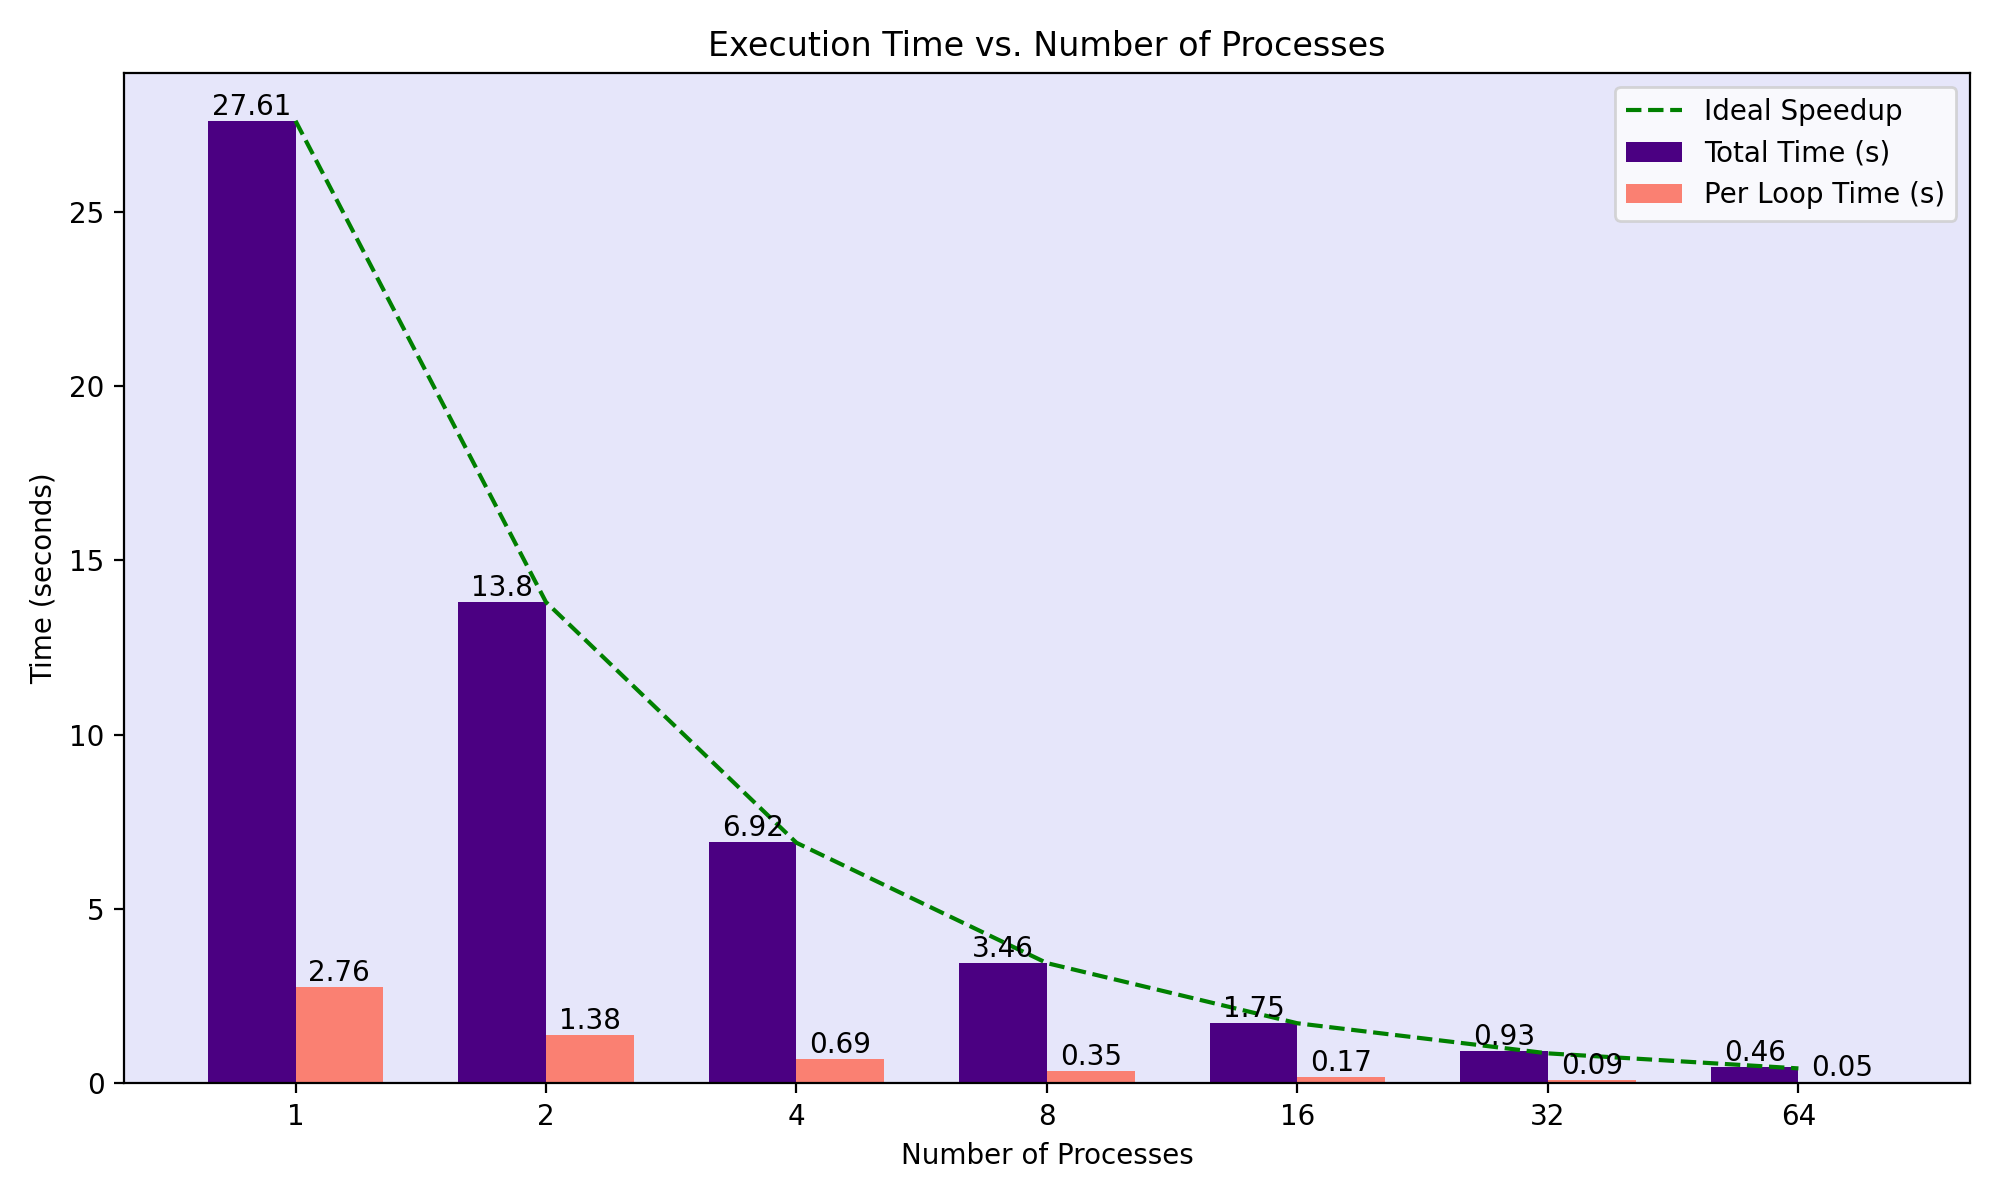 Execution Time vs. Number of Processes
Ideal Speedup
Total Time (s)
Per Loop Time (s)
Time (seconds)
25
20
15
10
5
0
27.61
2.76
13.8
1.38
6.92
0.69
3.46
0.35
1.75
0.17
0.93
0.09
0.46
0.05
1 2 4 8 16 32 64
Number of Processes